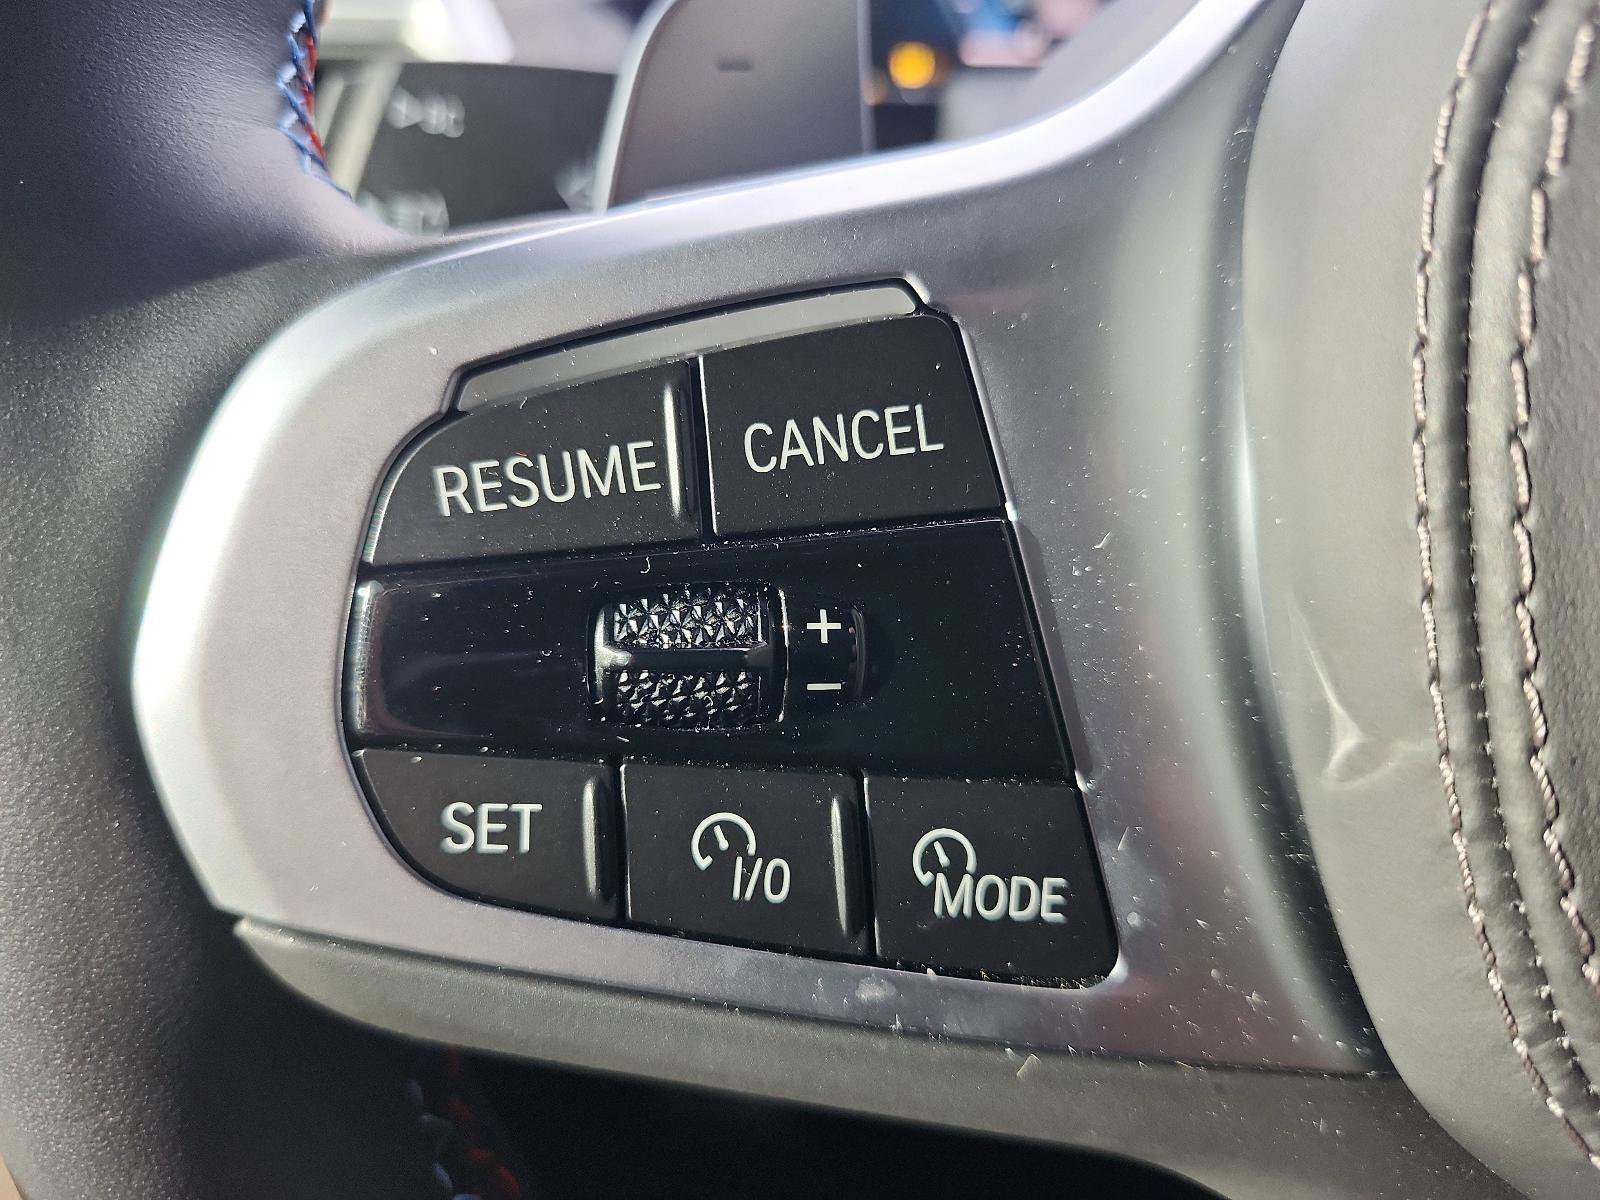 RESUME
CANCEL
+
-
SET
I/O
MODE